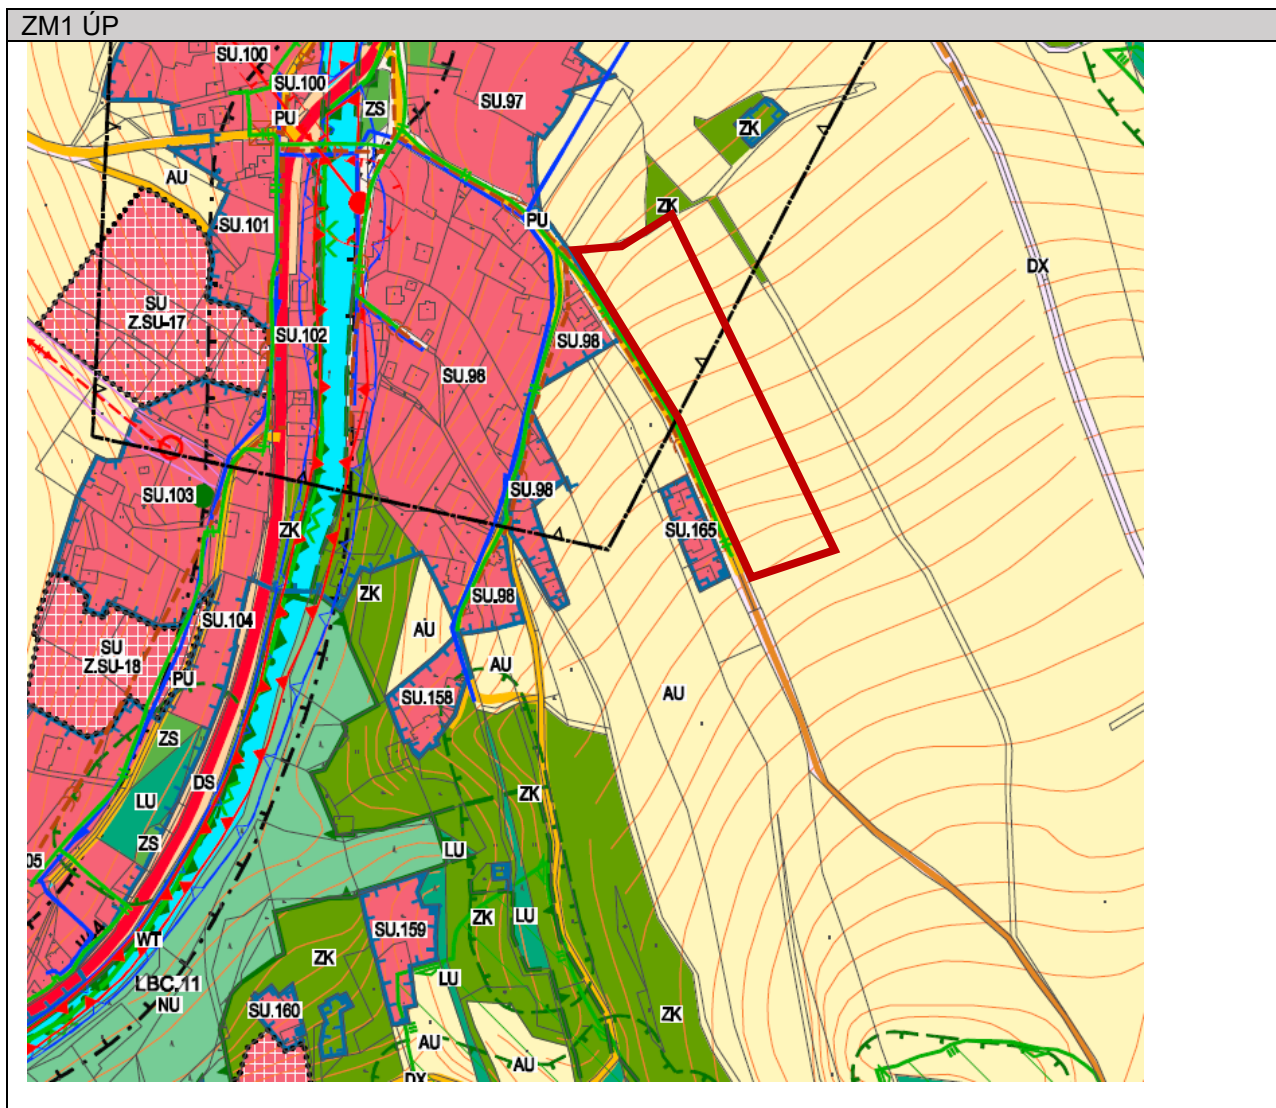 ZM1 ÚP
SU.100
SU.100
SU.97
ZS
PU
ZK
AU
ZK
SU.101
PU
DX
SU
Z.SU-17
SU.102
SU.98
SU.98
SU.98
SU.103
ZK
SU.165
ZK
SU.98
SU.104
AU
SU
Z.SU-18
AU
PU
SU.158
AU
ZS
DS
ZK
LU
ZS
LU
05
ZK
LU
SU.159
WT
ZK
LBC.11
LU
NU
SU.160
ZK
AU
AU
DX